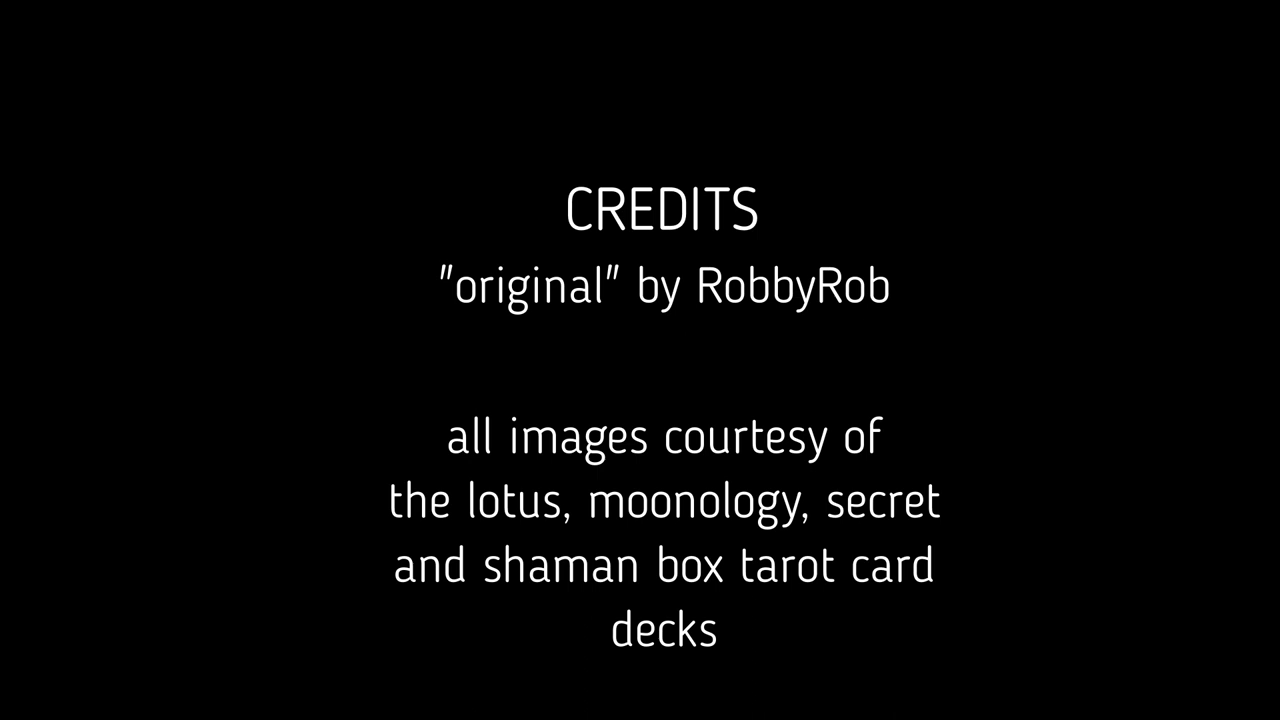 CREDITS
"original" by RobbyRob
all images courtesy of
the lotus, moonology, secret
and shaman box tarot card
decks